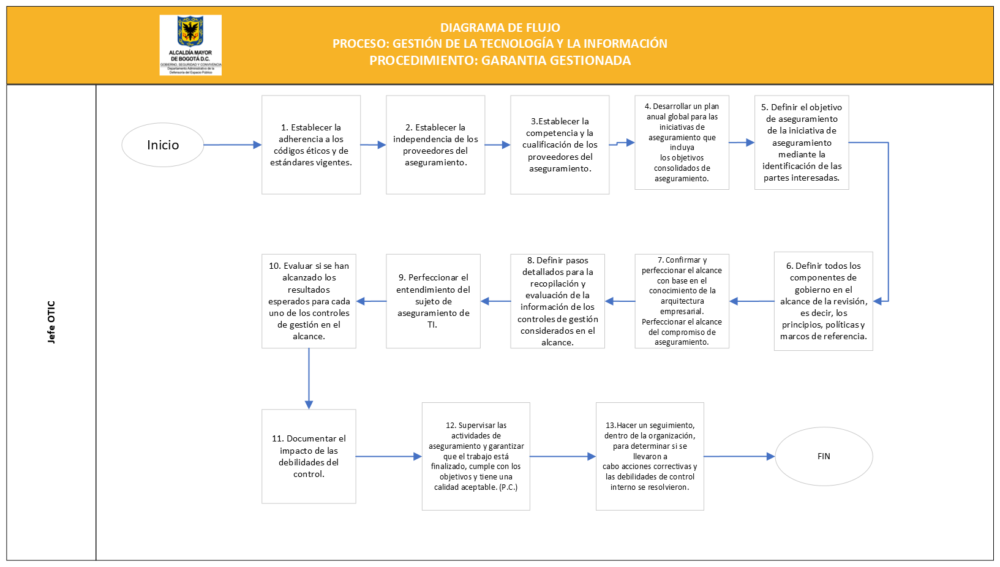 DIAGRAMA DE FLUJO
PROCESO: GESTIÓN DE LA TECNOLOGÍA Y LA INFORMACIÓN
PROCEDIMIENTO: GARANTIA GESTIONADA
ALCALDÍA MAYOR
DE BOGOTÁ D.C.
GOBIERNO, SEGURIDAD Y CONVIVENCIA
Departamento Administrativo de la
Defensoría del Espacio Público
Jefe OTIC
Inicio
1. Establecer la
adherencia a los
códigos éticos y de
estándares vigentes.
2. Establecer la
independencia de los
proveedores del
aseguramiento.
3.Establecer la
competencia y la
cualificación de los
proveedores del
aseguramiento.
4. Desarrollar un plan
anual global para las
iniciativas de
aseguramiento que
incluya
los objetivos
consolidados de
aseguramiento.
5. Definir el objetivo
de aseguramiento
de la iniciativa de
aseguramiento
mediante la
identificación de las
partes interesadas.
6. Definir todos los
componentes de
gobierno en el
alcance de la revisión,
es decir, los
principios, políticas y
marcos de referencia.
7. Confirmar y
perfeccionar el alcance
con base en el
conocimiento de la
arquitectura
empresarial.
Perfeccionar el alcance
del compromiso de
aseguramiento.
8. Definir pasos
detallados para la
recopilación y
evaluación de la
información de los
controles de gestión
considerados en el
alcance.
9. Perfeccionar el
entendimiento del
sujeto de
aseguramiento de
TI.
10. Evaluar si se han
alcanzado los
resultados
esperados para cada
uno de los controles
de gestión en el
alcance.
11. Documentar el
impacto de las
debilidades del
control.
12. Supervisar las
actividades de
aseguramiento y garantizar
que el trabajo está
finalizado, cumple con los
objetivos y tiene una
calidad aceptable. (P.C.)
13.Hacer un seguimiento,
dentro de la organización,
para determinar si se
llevaron a
cabo acciones correctivas y
las debilidades de control
interno se resolvieron.
FIN